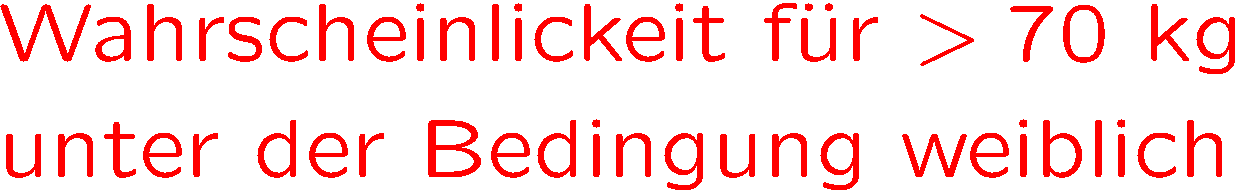 Wahrscheinlickeit für > 70 kg
unter der Bedingung weiblich